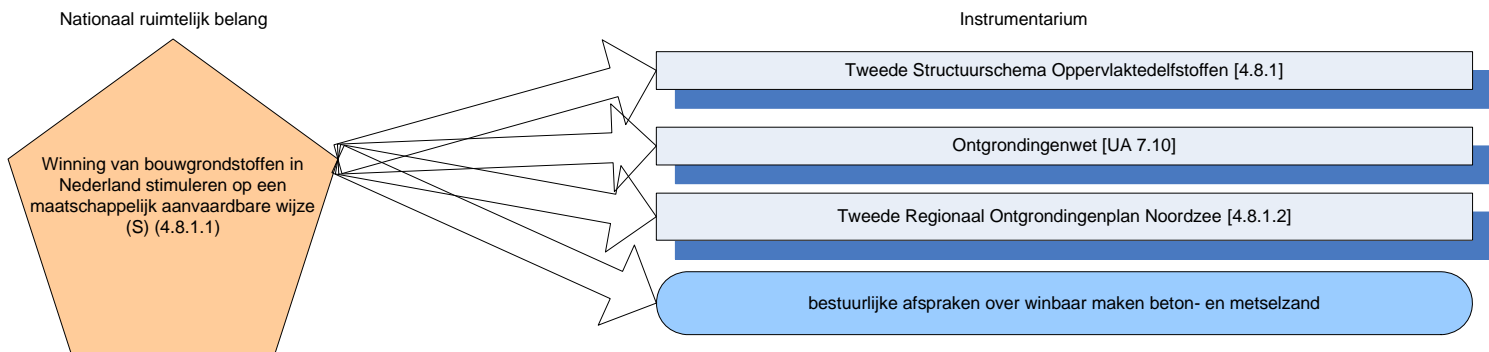 Nationaal ruimtelijk belang
Instrumentarium
Winning van bouwgrondstoffen in
Nederland stimuleren op een
maatschappelijk aanvaardbare wijze
(S) (4.8.1.1)
Tweede Structuurschema Oppervlaktedelfstoffen [4.8.1]
Ontgrondingenwet [UA 7.10]
Tweede Regionaal Ontgrondingenplan Noordzee [4.8.1.2]
bestuurlijke afspraken over winbaar maken beton- en metselzand